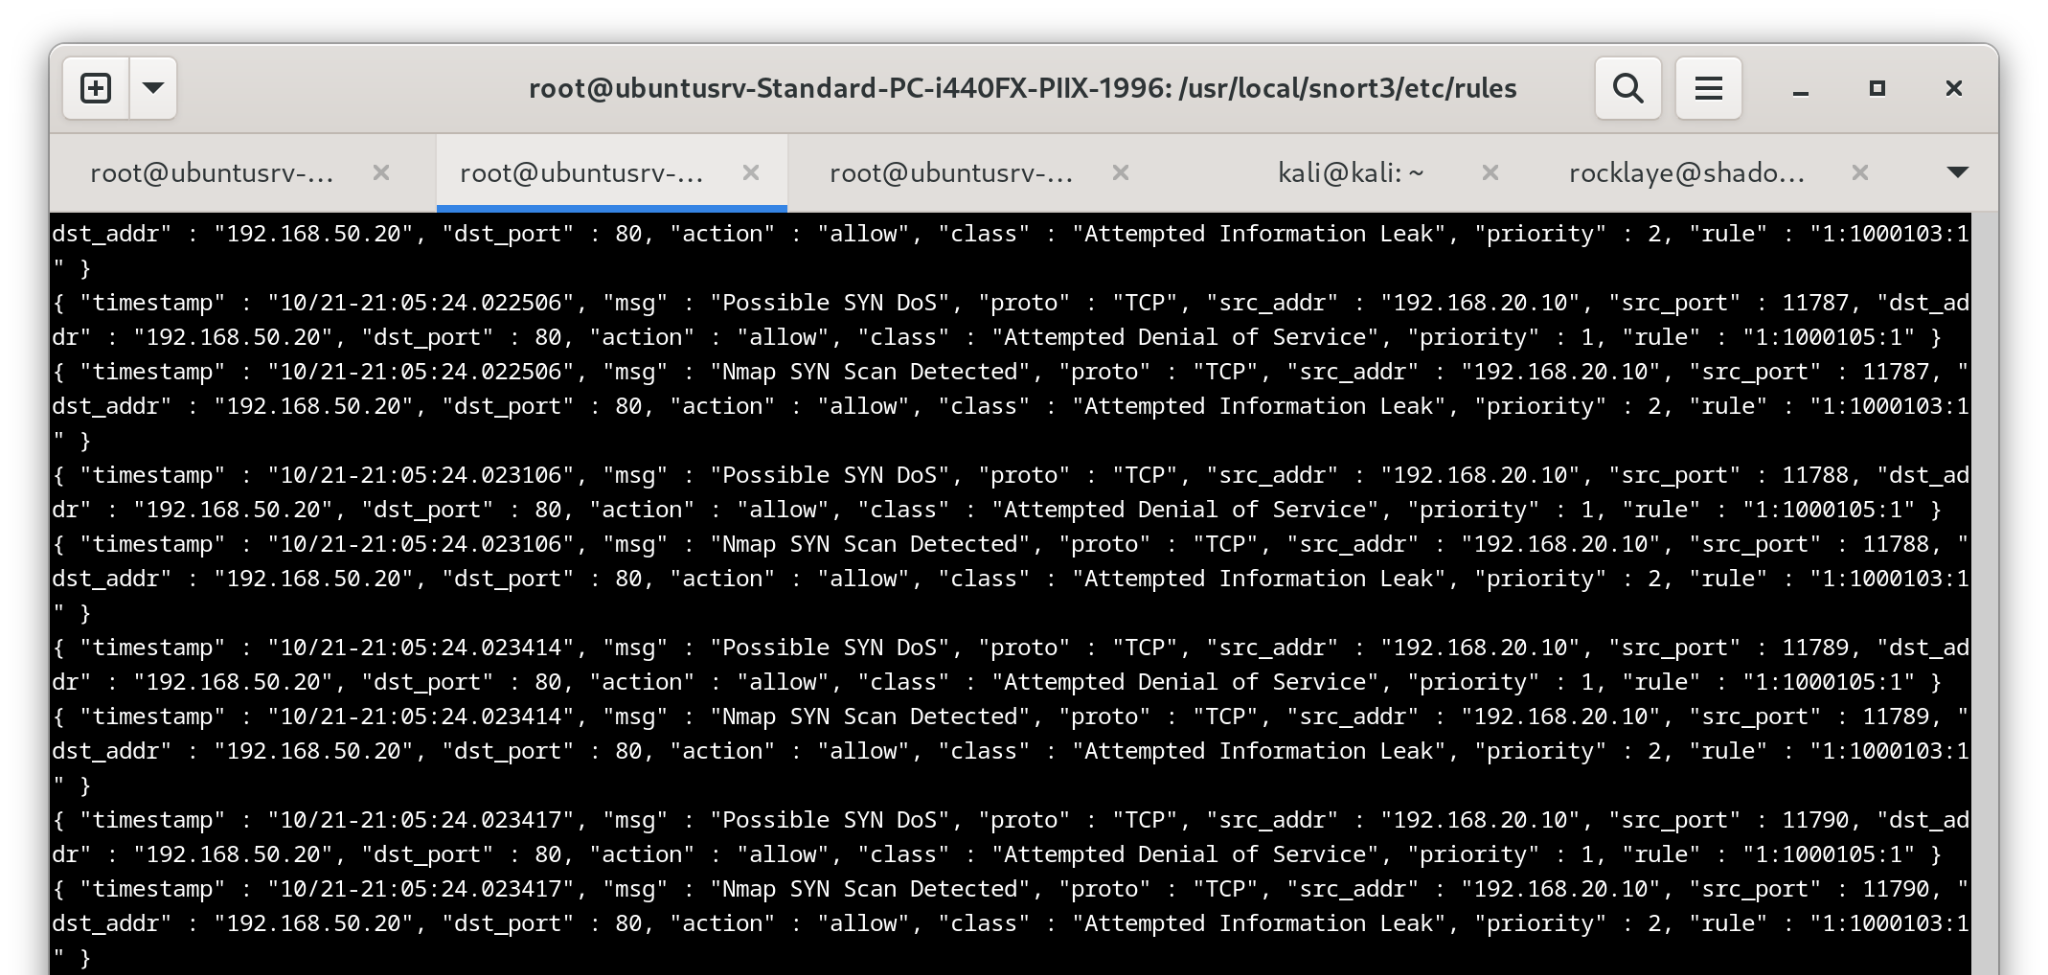 root@ubuntusrv-Standard-PC-i440FX-PIIX-1996: /usr/local/snort3/etc/rules
root@ubuntusrv-... root@ubuntusrv-... root@ubuntusrv-... kali@kali: ~ rocklaye@shado...
dst_addr" : "192.168.50.20", "dst_port" : 80, "action" : "allow", "class" : "Attempted Information Leak", "priority" : 2, "rule" : "1:1000103:1
" }
{ "timestamp" : "10/21-21:05:24.022506", "msg" : "Possible SYN DoS", "proto" : "TCP", "src_addr" : "192.168.20.10", "src_port" : 11787, "dst_ad
dr" : "192.168.50.20", "dst_port" : 80, "action" : "allow", "class" : "Attempted Denial of Service", "priority" : 1, "rule" : "1:1000105:1" }
{ "timestamp" : "10/21-21:05:24.022506", "msg" : "Nmap SYN Scan Detected", "proto" : "TCP", "src_addr" : "192.168.20.10", "src_port" : 11787, "
dst_addr" : "192.168.50.20", "dst_port" : 80, "action" : "allow", "class" : "Attempted Information Leak", "priority" : 2, "rule" : "1:1000103:1
" }
{ "timestamp" : "10/21-21:05:24.023106", "msg" : "Possible SYN DoS", "proto" : "TCP", "src_addr" : "192.168.20.10", "src_port" : 11788, "dst_ad
dr" : "192.168.50.20", "dst_port" : 80, "action" : "allow", "class" : "Attempted Denial of Service", "priority" : 1, "rule" : "1:1000105:1" }
{ "timestamp" : "10/21-21:05:24.023106", "msg" : "Nmap SYN Scan Detected", "proto" : "TCP", "src_addr" : "192.168.20.10", "src_port" : 11788, "
dst_addr" : "192.168.50.20", "dst_port" : 80, "action" : "allow", "class" : "Attempted Information Leak", "priority" : 2, "rule" : "1:1000103:1
" }
{ "timestamp" : "10/21-21:05:24.023414", "msg" : "Possible SYN DoS", "proto" : "TCP", "src_addr" : "192.168.20.10", "src_port" : 11789, "dst_ad
dr" : "192.168.50.20", "dst_port" : 80, "action" : "allow", "class" : "Attempted Denial of Service", "priority" : 1, "rule" : "1:1000105:1" }
{ "timestamp" : "10/21-21:05:24.023414", "msg" : "Nmap SYN Scan Detected", "proto" : "TCP", "src_addr" : "192.168.20.10", "src_port" : 11789, "
dst_addr" : "192.168.50.20", "dst_port" : 80, "action" : "allow", "class" : "Attempted Information Leak", "priority" : 2, "rule" : "1:1000103:1
" }
{ "timestamp" : "10/21-21:05:24.023417", "msg" : "Possible SYN DoS", "proto" : "TCP", "src_addr" : "192.168.20.10", "src_port" : 11790, "dst_ad
dr" : "192.168.50.20", "dst_port" : 80, "action" : "allow", "class" : "Attempted Denial of Service", "priority" : 1, "rule" : "1:1000105:1" }
{ "timestamp" : "10/21-21:05:24.023417", "msg" : "Nmap SYN Scan Detected", "proto" : "TCP", "src_addr" : "192.168.20.10", "src_port" : 11790, "
dst_addr" : "192.168.50.20", "dst_port" : 80, "action" : "allow", "class" : "Attempted Information Leak", "priority" : 2, "rule" : "1:1000103:1
" }